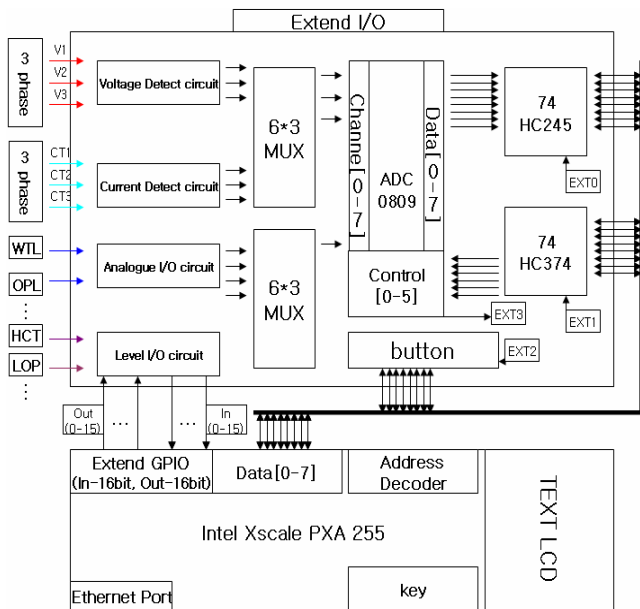 Extend I/O
3 phase
V1
V2
V3
Voltage Detect circuit
6*3
MUX
Channe[0-7]
ADC
0809
Data[0-7]
74
HC245
EXT0
3 phase
CT1
CT2
CT3
Current Detect circuit
WTL
OPL
⋮
Analogue I/O circuit
6*3
MUX
Control
[0-5]
74
HC374
EXT3
EXT1
HCT
LOP
⋮
Level I/O circuit
button
EXT2
Out
(0-15)
...
...
In
(0-15)
Extend GPIO
(In-16bit, Out-16bit)
Data[0-7]
Address
Decoder
TEXT LCD
Intel Xscale PXA 255
Ethernet Port
key